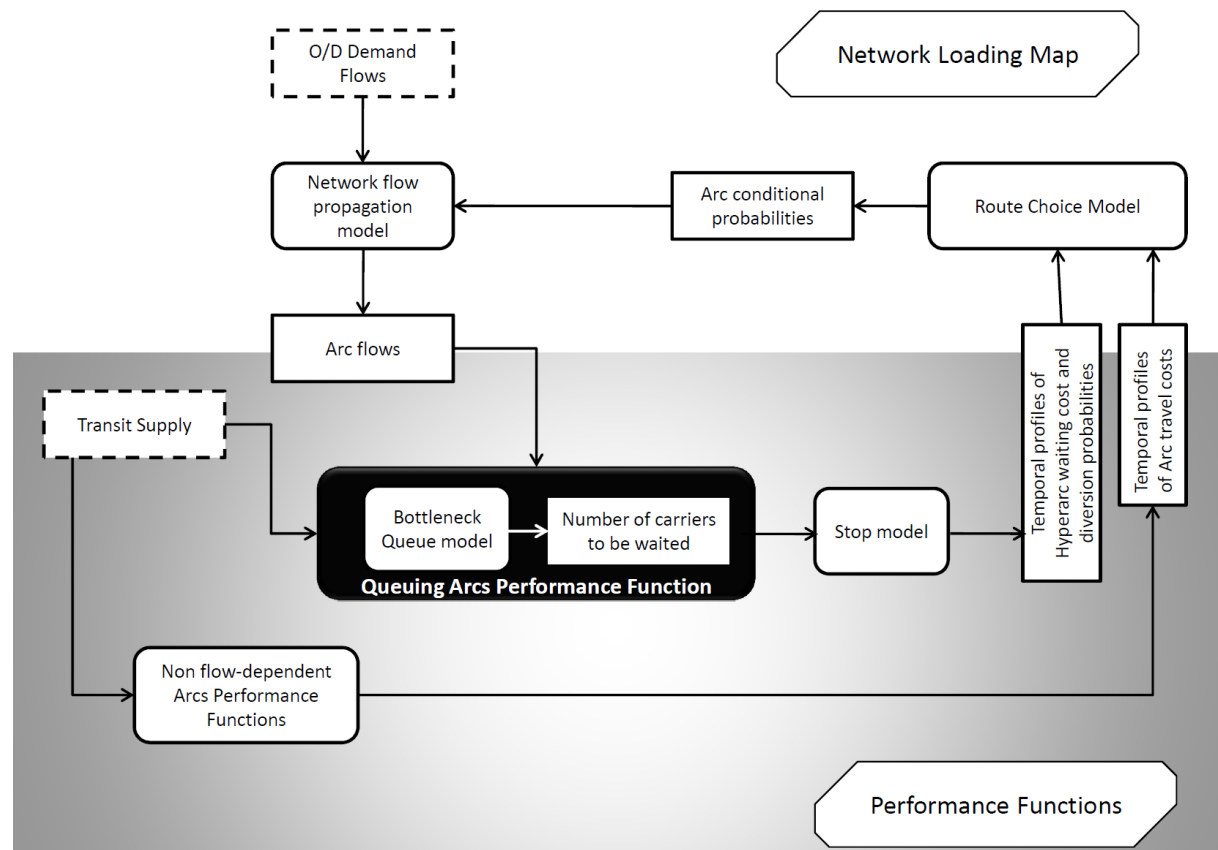 O/D Demand
Flows
Network Loading Map
Network flow
propagation
model
Arc conditional
probabilities
Route Choice Model
Arc flows
Transit Supply
Bottleneck
Queue model
Number of carriers
to be waited
Queuing Arcs Performance Function
Stop model
Temporal profiles of
Hyperarc waiting cost and
diversion probabilities
Temporal profiles
of Arc travel costs
Non flow-dependent
Arcs Performance
Functions
Performance Functions